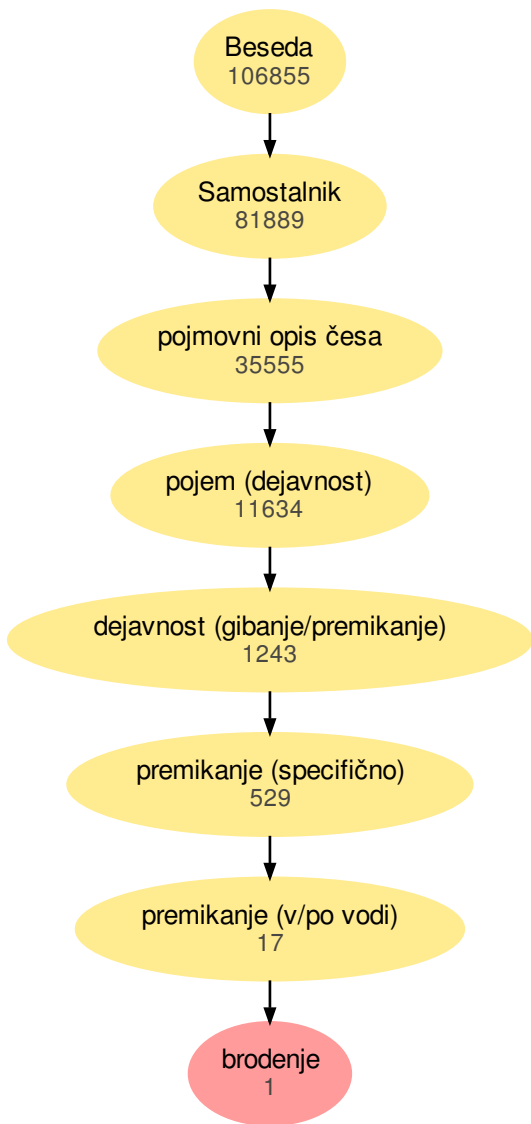 Beseda
106855
Samostalnik
81889
pojmovni opis česa
35555
pojem (dejavnost)
11634
dejavnost (gibanje/premikanje)
1243
premikanje (specifično)
529
premikanje (v/po vodi)
17
brodenje
1